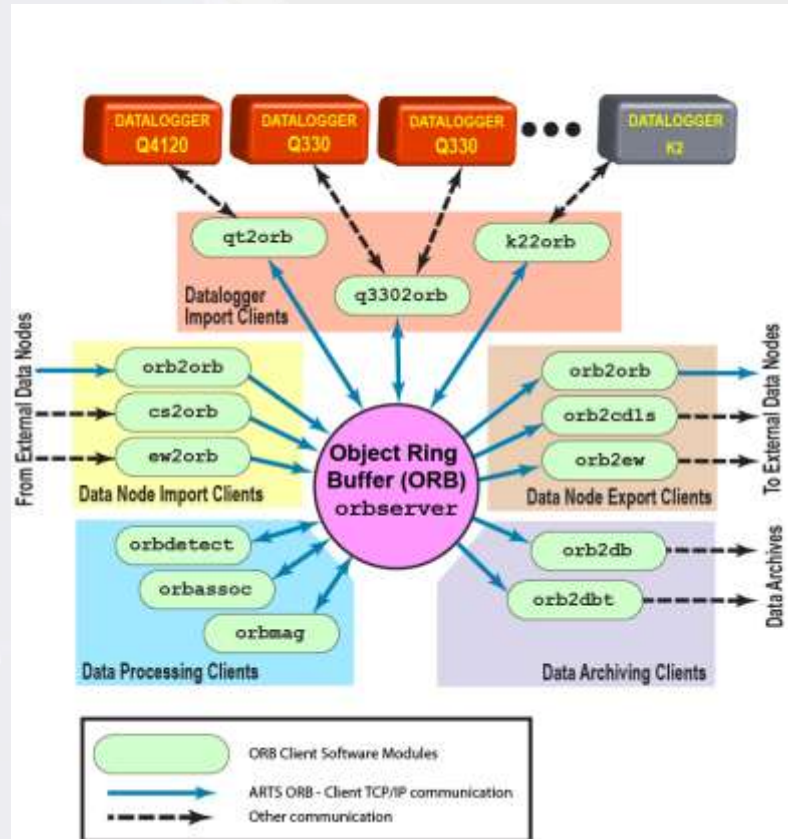 DATALOGGER
Q4120
DATALOGGER
Q330
DATALOGGER
Q330
DATALOGGER
K2
qt2orb
k22orb
q3302orb
Datalogger
Import Clients
From External Data Nodes
orb2orb
cs2orb
ew2orb
Data Node Import Clients
Object Ring
Buffer (ORB)
orbserver
orb2orb
orb2cd1s
orb2ew
Data Node Export Clients
To External Data Nodes
orbdetect
orbassoc
orbmag
Data Processing Clients
orb2db
orb2dbt
Data Archiving Clients
Data Archives
ORB Client Software Modules
ARTS ORB - Client TCP/IP communication
Other communication